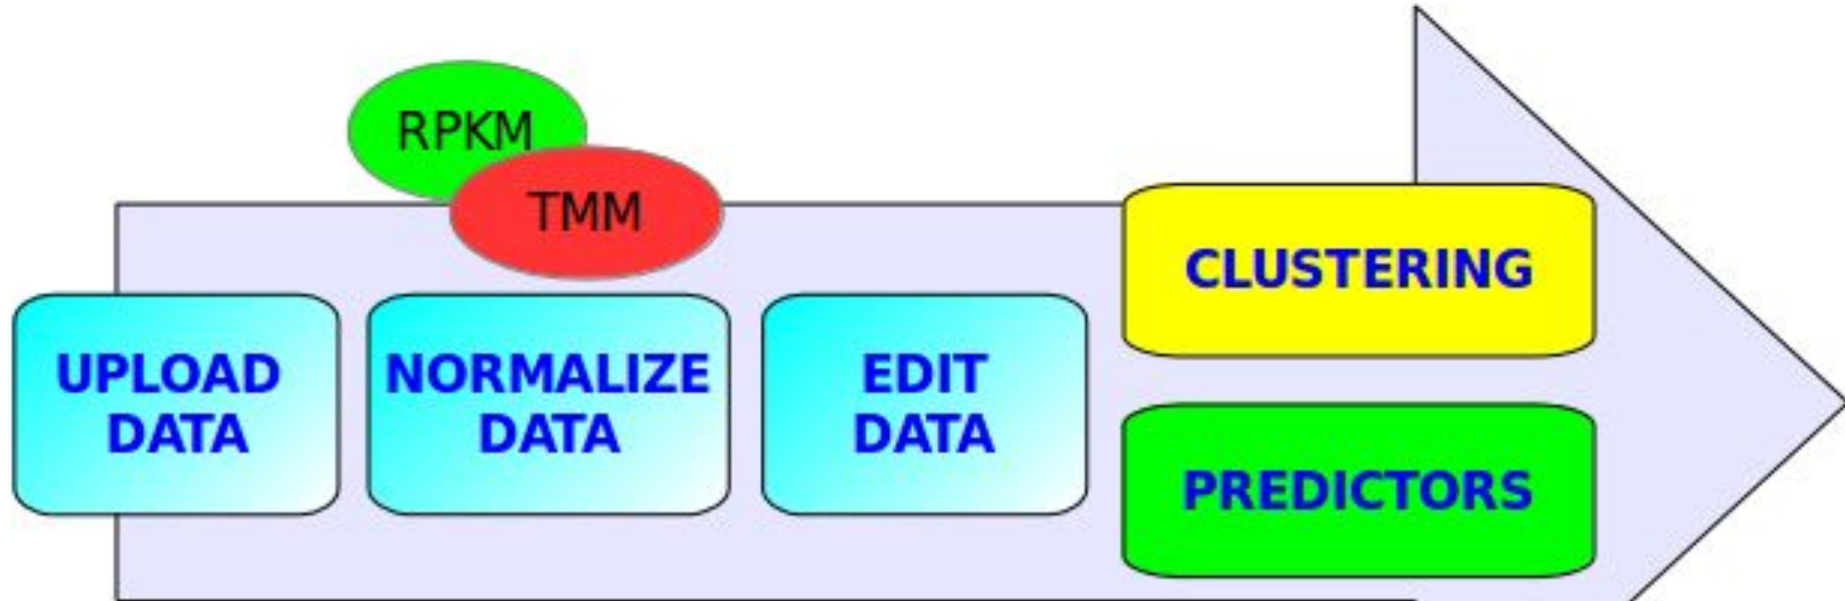 RPKM
TMM
UPLOAD
DATA
NORMALIZE
DATA
EDIT
DATA
CLUSTERING
PREDICTORS